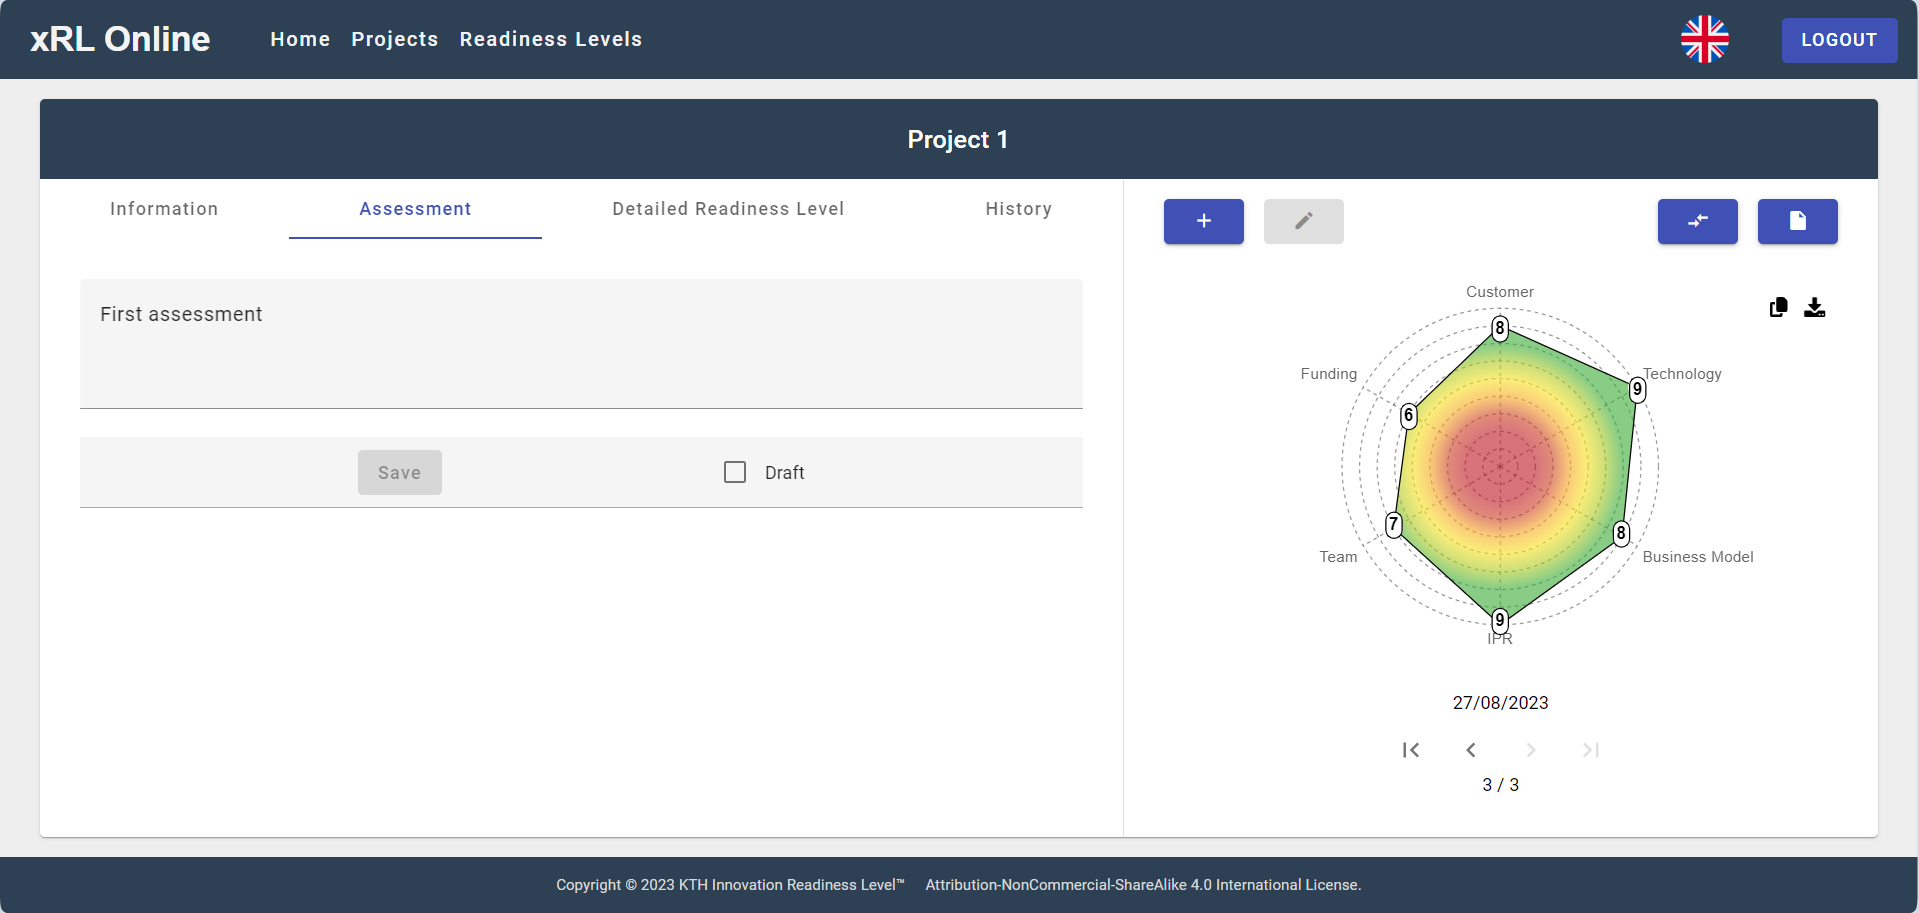 xRL Online
Home Projects Readiness Levels
LOGOUT
Project 1
Information Assessment Detailed Readiness Level History
First assessment
Save
Draft
Customer
8
Technology
9
Funding
6
7
8
Team
Business Model
9
IPR
27/08/2023
3 / 3
Copyright © 2023 KTH Innovation Readiness Level™ Attribution-NonCommercial-ShareAlike 4.0 International License.